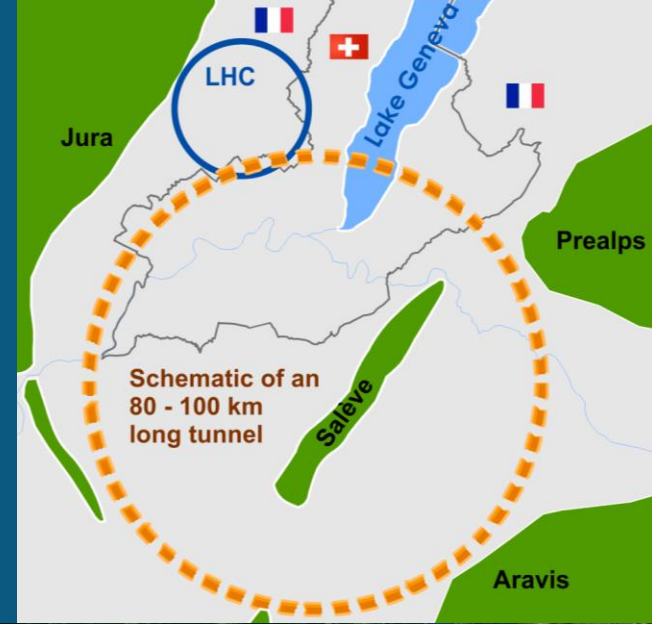 LHC
Lake Geneva
Jura
Prealps
Schematic of an
80 - 100 km
long tunnel
Salève
Aravis